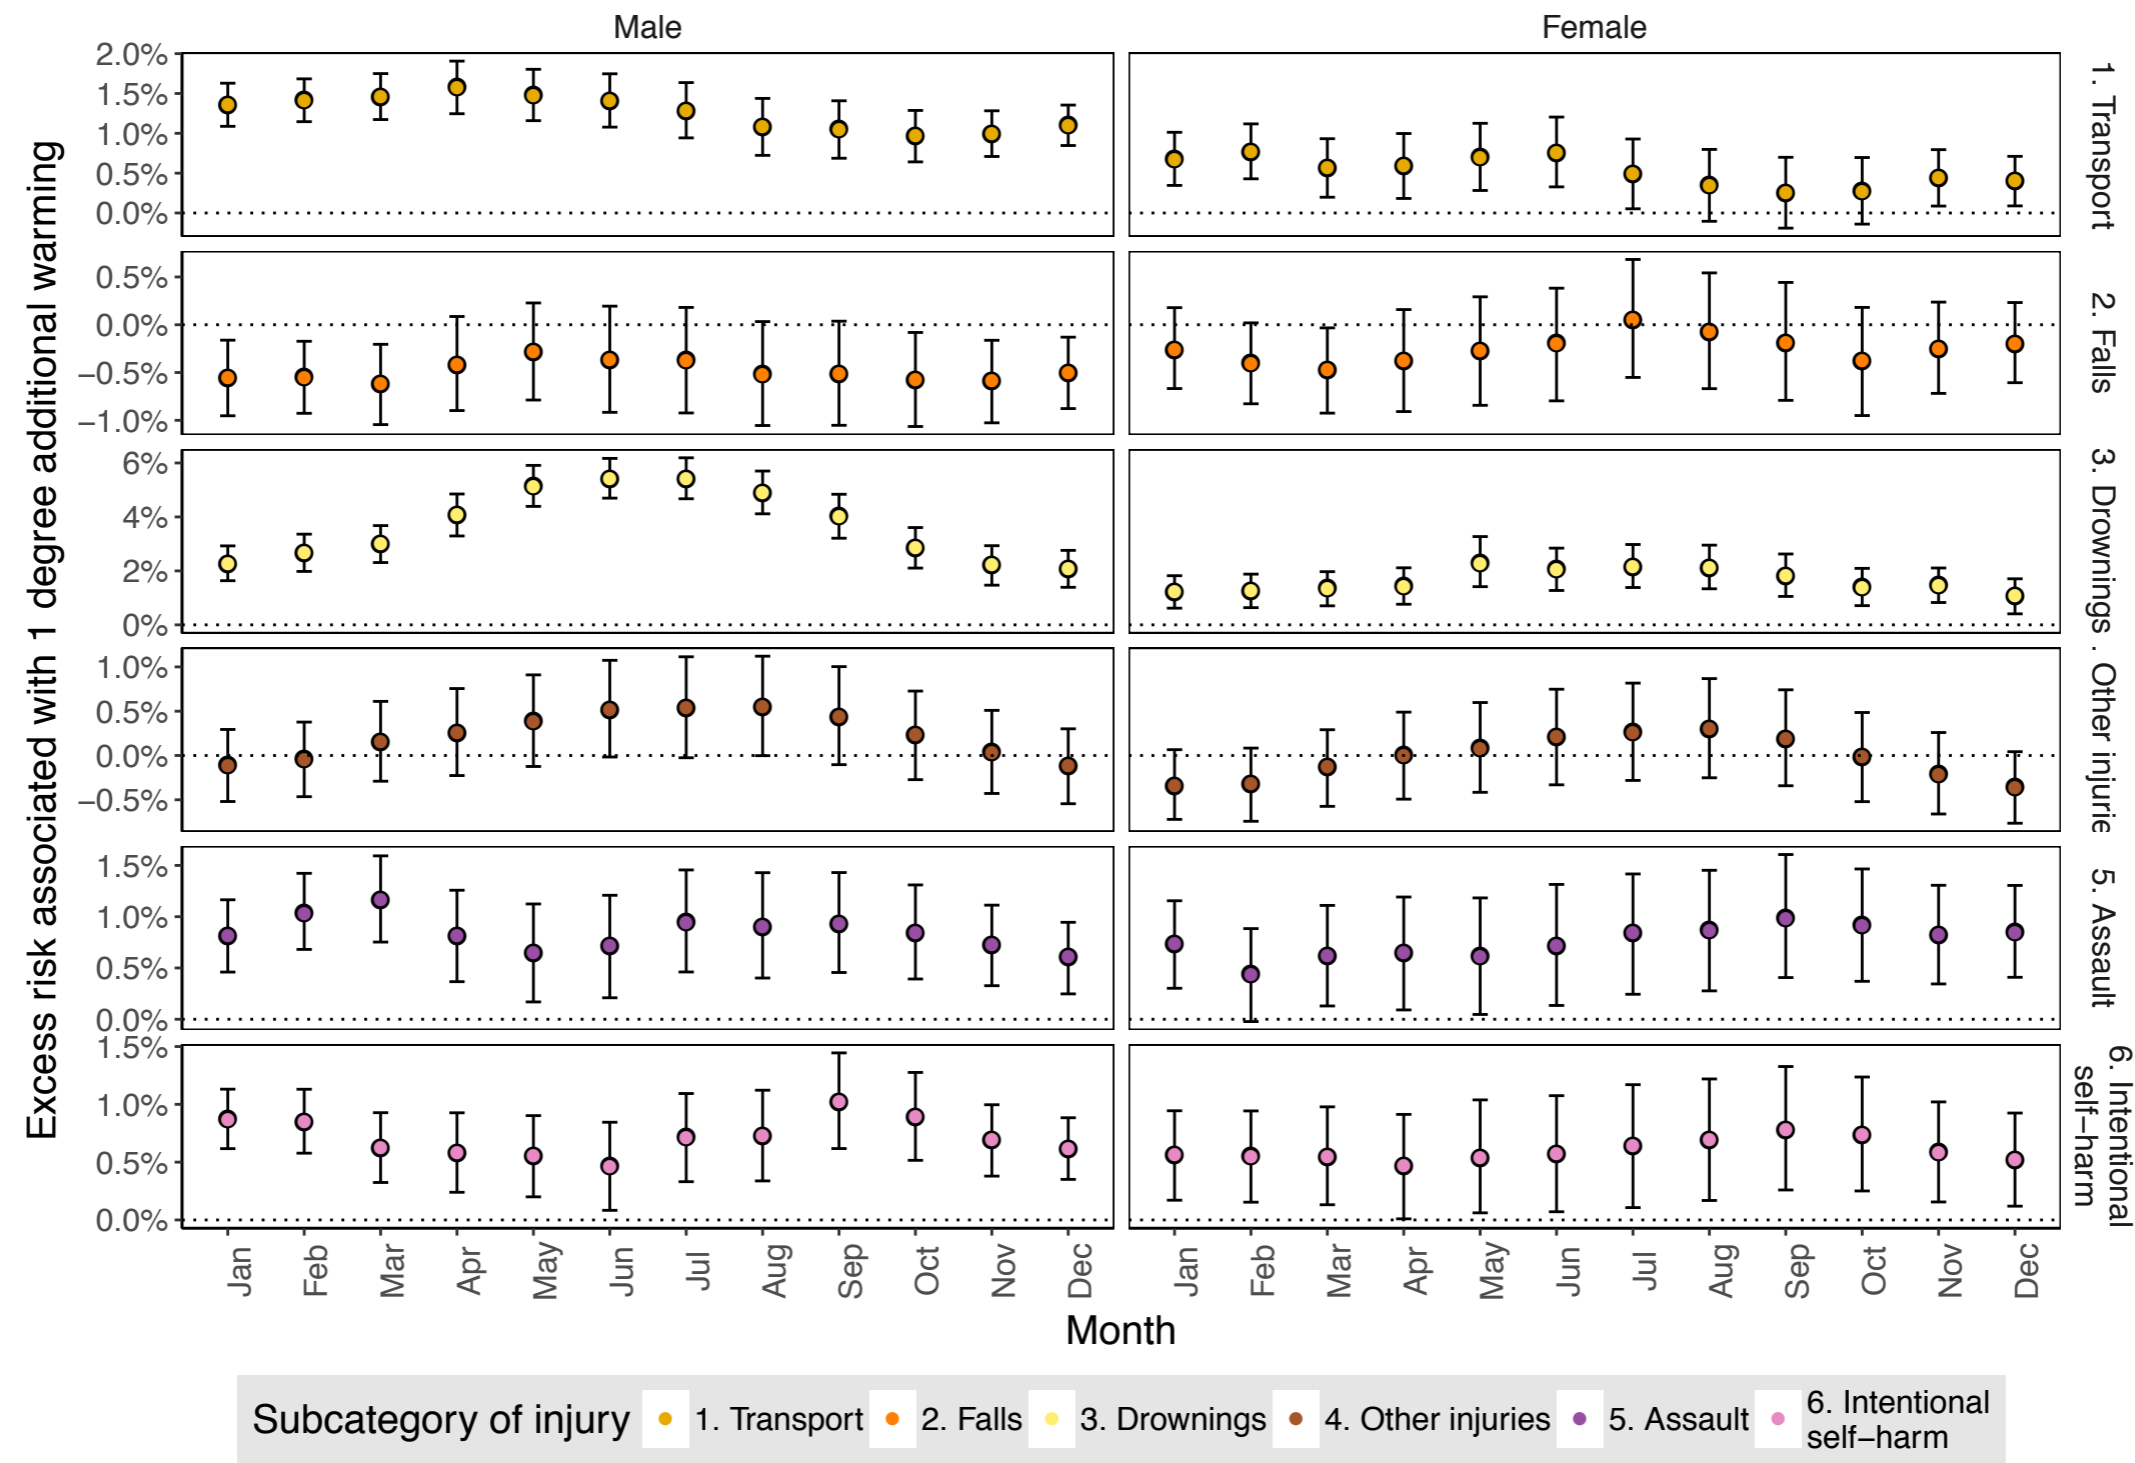 Male
Female
Excess risk associated with 1 degree additional warming
2.0%
1.5%
1.0%
0.5%
0.0%
1. Transport
0.5%
0.0%
−0.5%
−1.0%
2. Falls
6%
4%
2%
0%
3. Drownings
1.0%
0.5%
0.0%
−0.5%
. Other injurie
1.5%
1.0%
0.5%
0.0%
5. Assault
1.5%
1.0%
0.5%
0.0%
6. Intentional
self−harm
Jan Feb Mar Apr May Jun Jul Aug Sep Oct Nov Dec
Jan Feb Mar Apr May Jun Jul Aug Sep Oct Nov Dec
Month
Subcategory of injury 1. Transport 2. Falls 3. Drownings 4. Other injuries 5. Assault 6. Intentional
self−harm